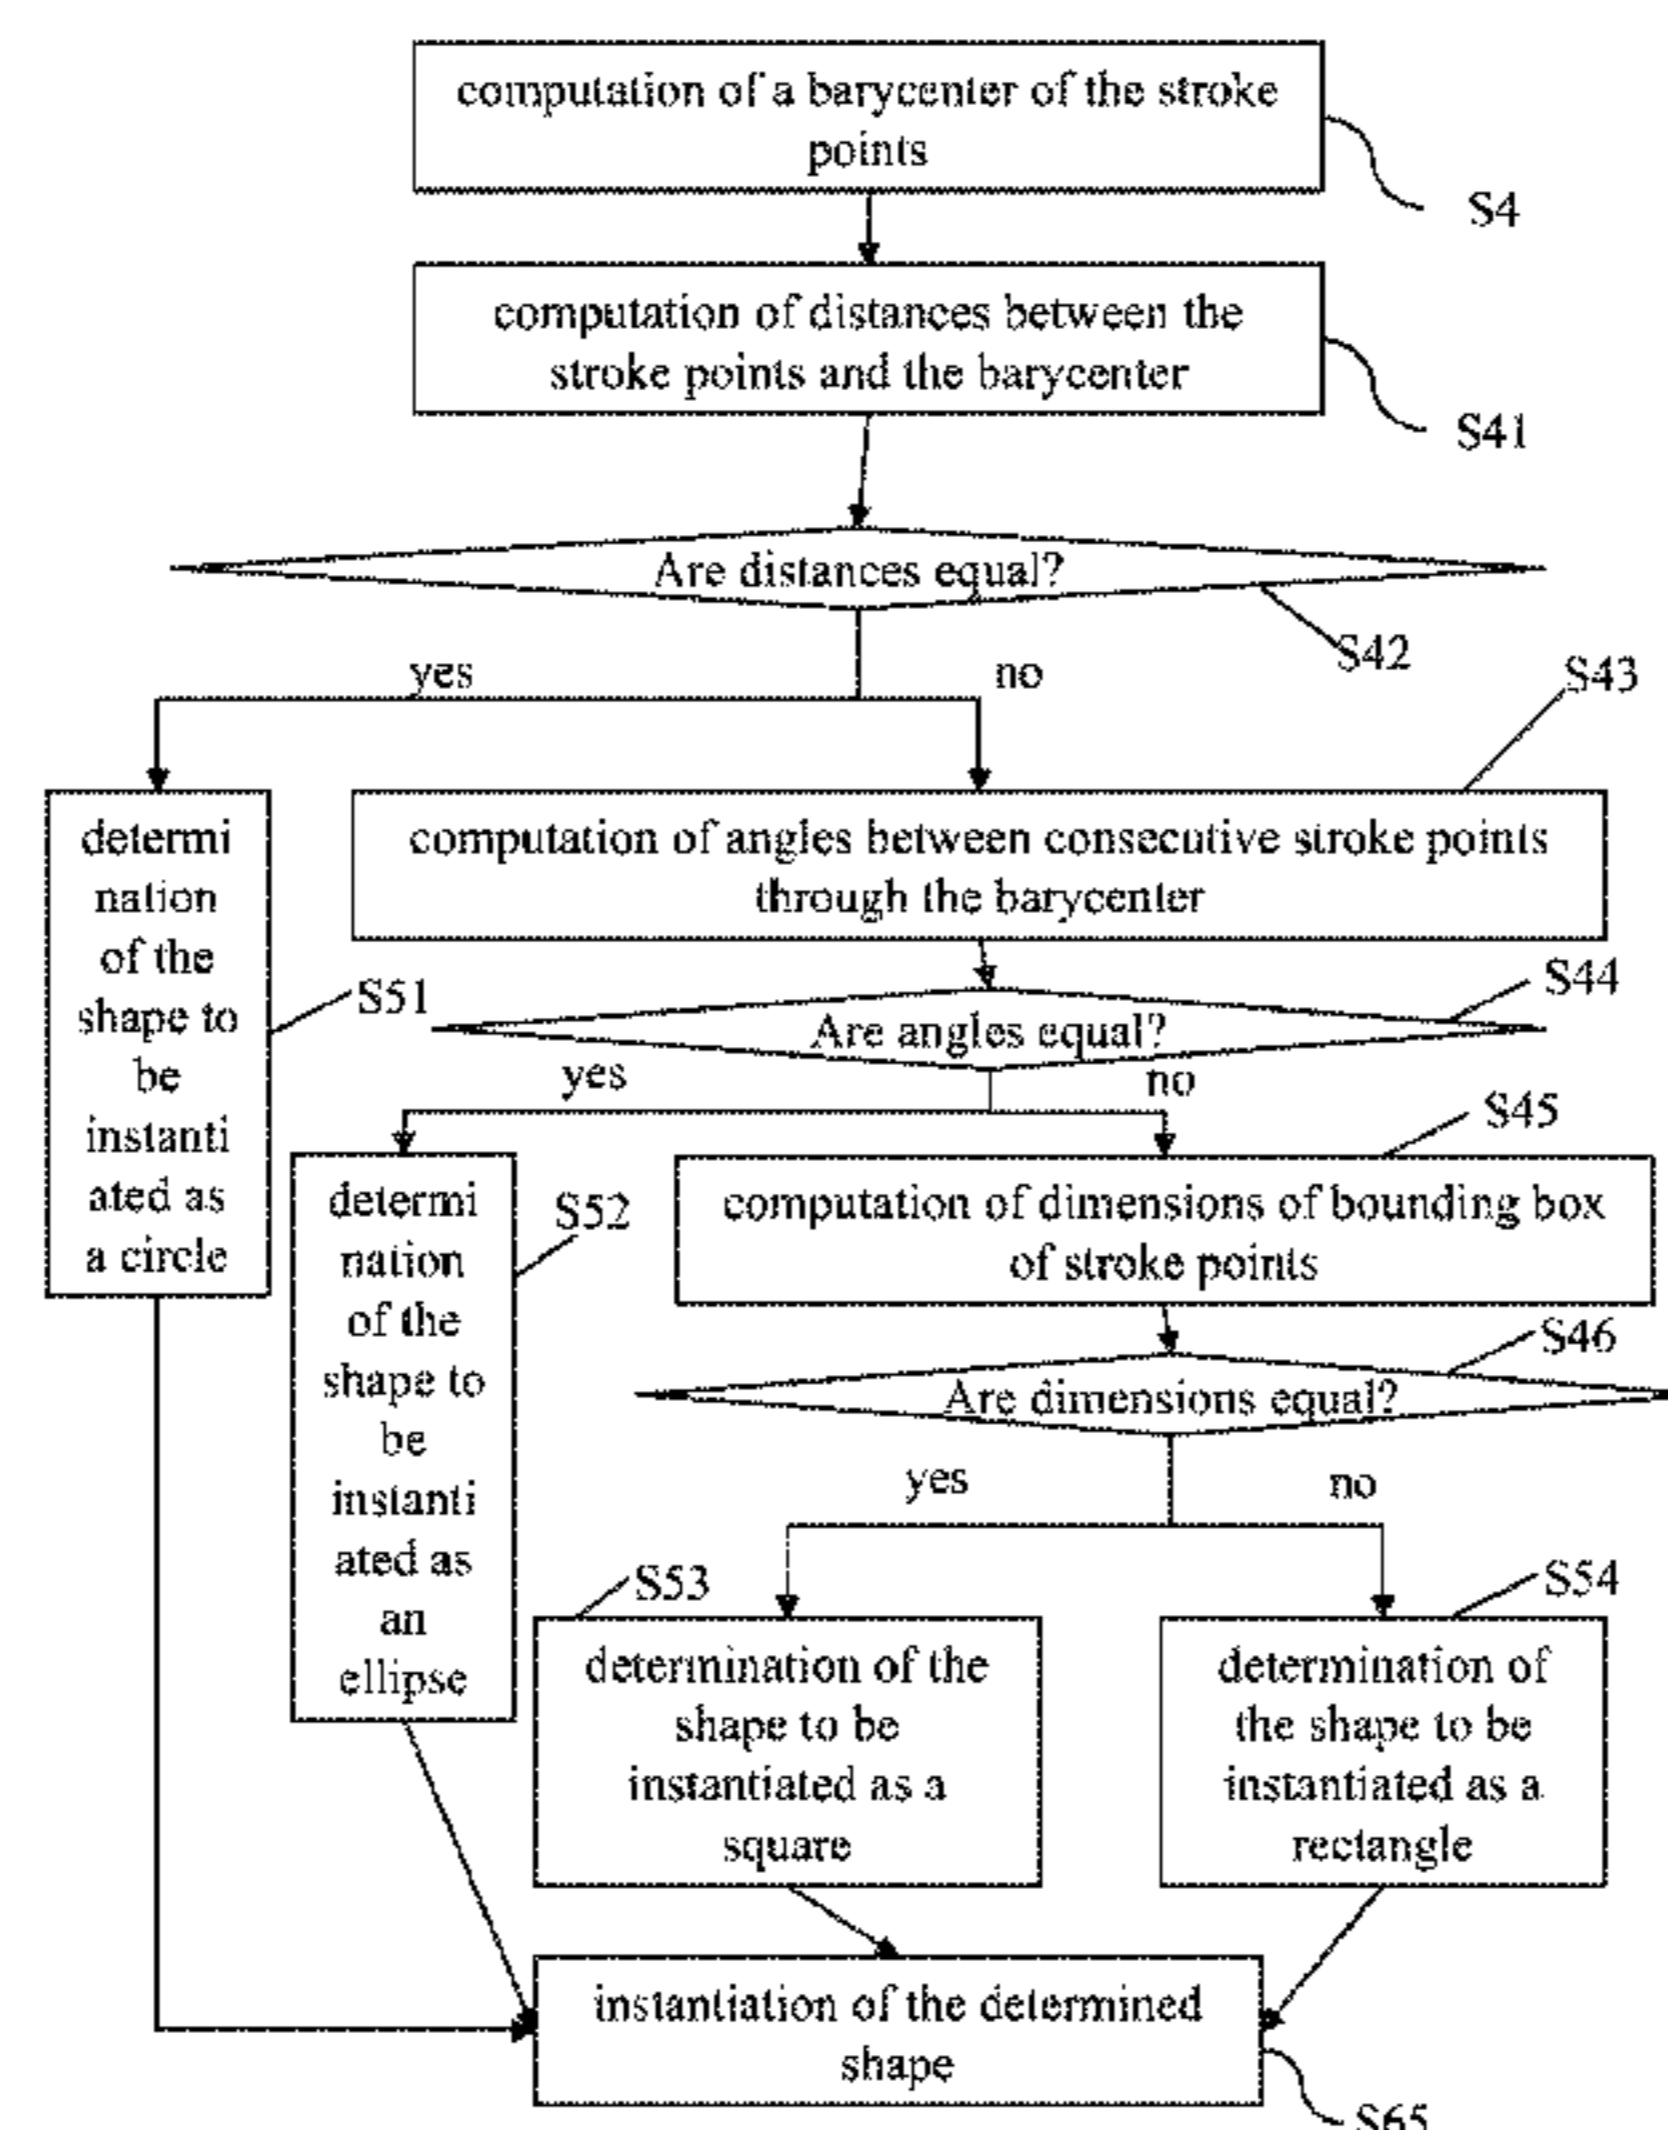 computation of a barycenter of the stroke
points
S4
computation of distances between the
stroke points and the barycenter
S41
Are distances equal?
S42
yes
no
S43
determi
nation
of the
shape to
be
instanti
ated as
a circle
S51
computation of angles between consecutive stroke points
through the barycenter
S44
Are angles equal?
yes
no
S45
determi
nation
of the
shape to
be
instanti
ated as
an
ellipse
S52
computation of dimensions of bounding box
of stroke points
S46
Are dimensions equal?
yes
no
S53
determination of the
shape to be
instantiated as a
square
S54
determination of
the shape to be
instantiated as a
rectangle
instantiation of the determined
shape
S65